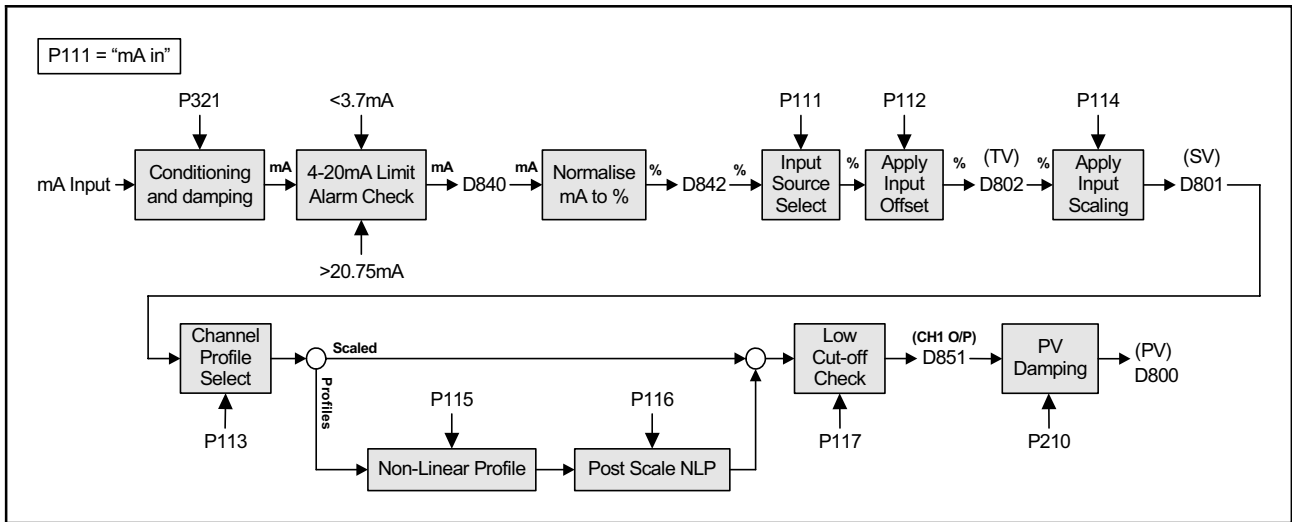 P111 = “mA in”
P321
<3.7mA
P111
P112
P114
mA Input
Conditioning
and damping
mA
4-20mA Limit
Alarm Check
mA
D840
mA
Normalise
mA to %
%
D842
%
Input
Source
Select
%
Apply
Input
Offset
%
(TV)
D802
%
Apply
Input
Scaling
(SV)
D801
>20.75mA
Channel
Profile
Select
Scaled
Profiles
Low
Cut-off
Check
(CH1 O/P)
D851
PV
Damping
(PV)
D800
P113
P115
P116
P117
P210
Non-Linear Profile
Post Scale NLP